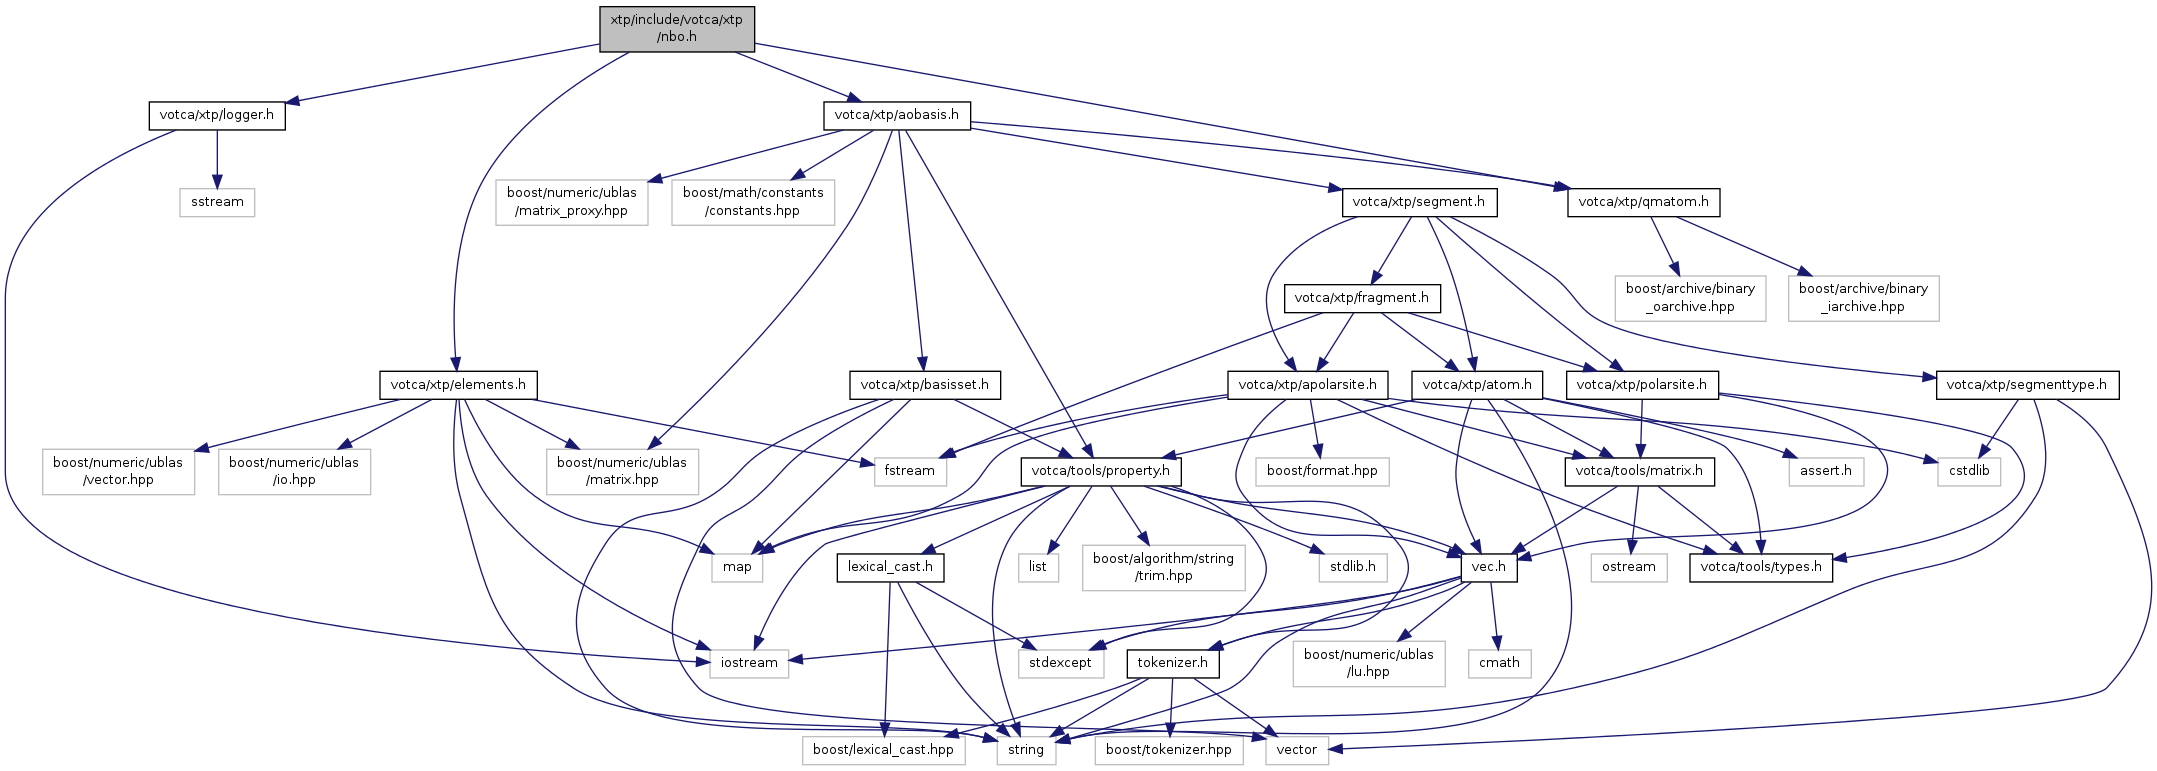 xtp/include/votca/xtp
/nbo.h
votca/xtp/logger.h
votca/xtp/aobasis.h
sstream
boost/numeric/ublas
/matrix_proxy.hpp
boost/math/constants
/constants.hpp
votca/xtp/segment.h
votca/xtp/qmatom.h
votca/xtp/fragment.h
boost/archive/binary
_oarchive.hpp
boost/archive/binary
_iarchive.hpp
votca/xtp/elements.h
votca/xtp/basisset.h
votca/xtp/apolarsite.h
votca/xtp/atom.h
votca/xtp/polarsite.h
votca/xtp/segmenttype.h
boost/numeric/ublas
/vector.hpp
boost/numeric/ublas
/io.hpp
boost/numeric/ublas
/matrix.hpp
fstream
votca/tools/property.h
boost/format.hpp
votca/tools/matrix.h
assert.h
cstdlib
map
lexical_cast.h
list
boost/algorithm/string
/trim.hpp
stdlib.h
vec.h
ostream
votca/tools/types.h
iostream
stdexcept
tokenizer.h
boost/numeric/ublas
/lu.hpp
cmath
boost/lexical_cast.hpp
string
boost/tokenizer.hpp
vector